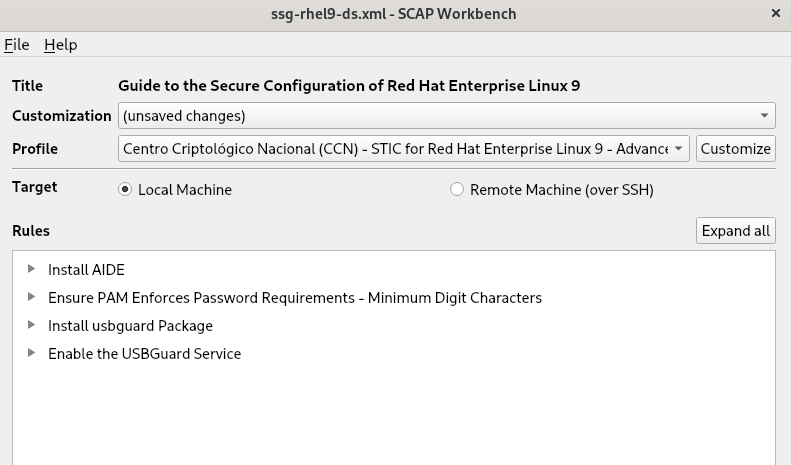 ssg-rhel9-ds.xml - SCAP Workbench
File Help
Title Guide to the Secure Configuration of Red Hat Enterprise Linux 9
Customization (unsaved changes)
Profile Centro Criptológico Nacional (CCN) - STIC for Red Hat Enterprise Linux 9 - Advance Customize
Target Local Machine Remote Machine (over SSH)
Rules Expand all
Install AIDE
Ensure PAM Enforces Password Requirements - Minimum Digit Characters
Install usbguard Package
Enable the USBGuard Service